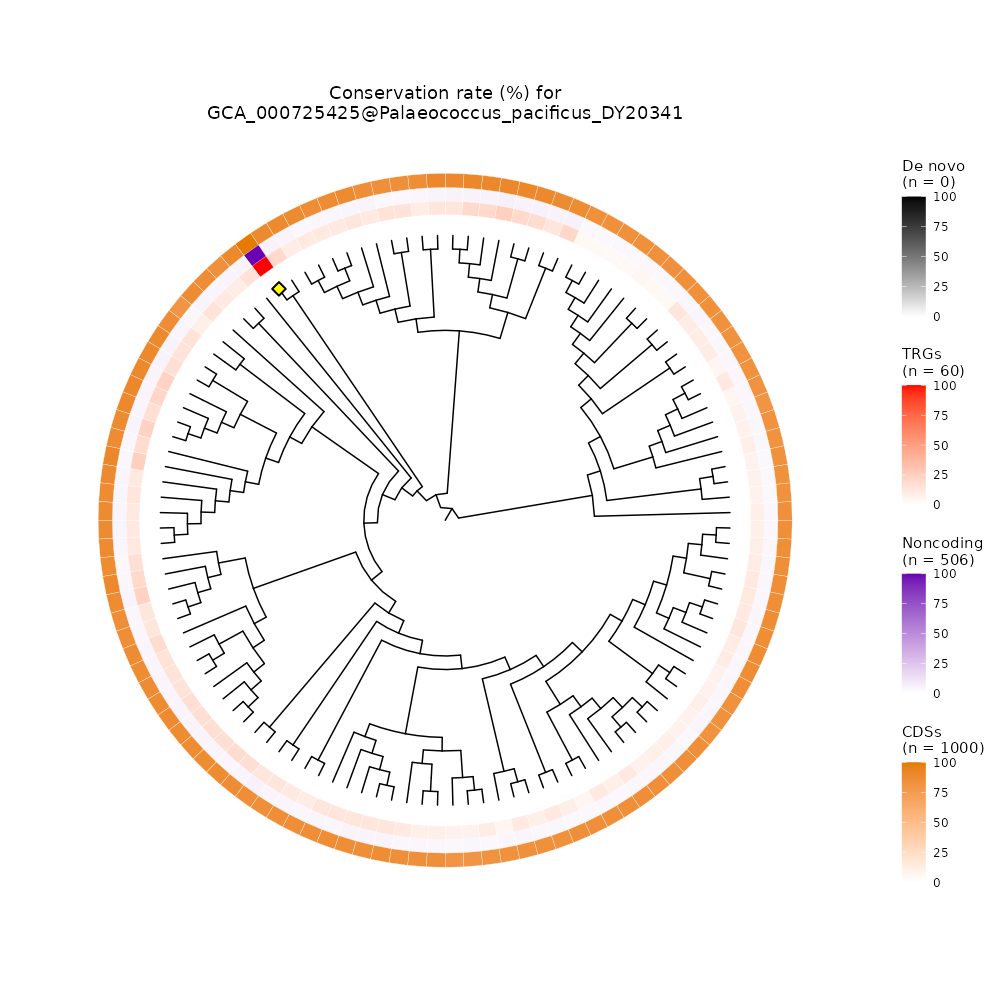 Conservation rate (%) for
GCA_000725425@Palaeococcus_pacificus_DY20341
De novo
(n = 0)
100
75
50
25
0
TRGs
(n = 60)
100
75
50
25
0
Noncoding
(n = 506)
100
75
50
25
0
CDSs
(n = 1000)
100
75
50
25
0